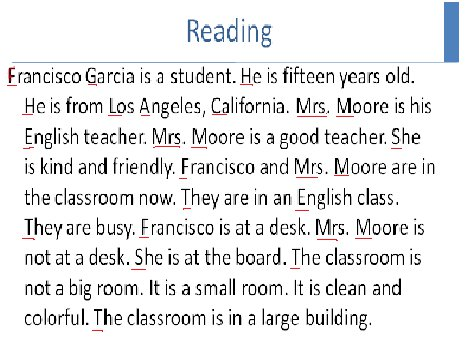 Reading
Francisco Garcia is a student. He is fifteen years old.
He is from Los Angeles, California. Mrs. Moore is his
English teacher. Mrs. Moore is a good teacher. She
is kind and friendly. Francisco and Mrs. Moore are in
the classroom now. They are in an English class.
They are busy. Francisco is at a desk. Mrs. Moore is
not at a desk. She is at the board. The classroom is
not a big room. It is a small room. It is clean and
colorful. The classroom is in a large building.